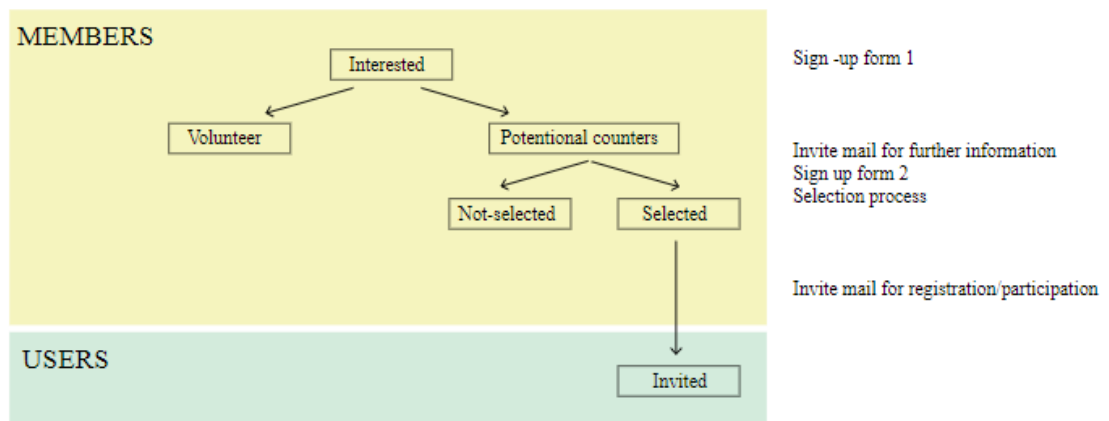 MEMBERS
Interested
Sign -up form 1
Volunteer
Potentional counters
Invite mail for further information
Sign up form 2
Selection process
Not-selected
Selected
Invite mail for registration/participation
USERS
Invited